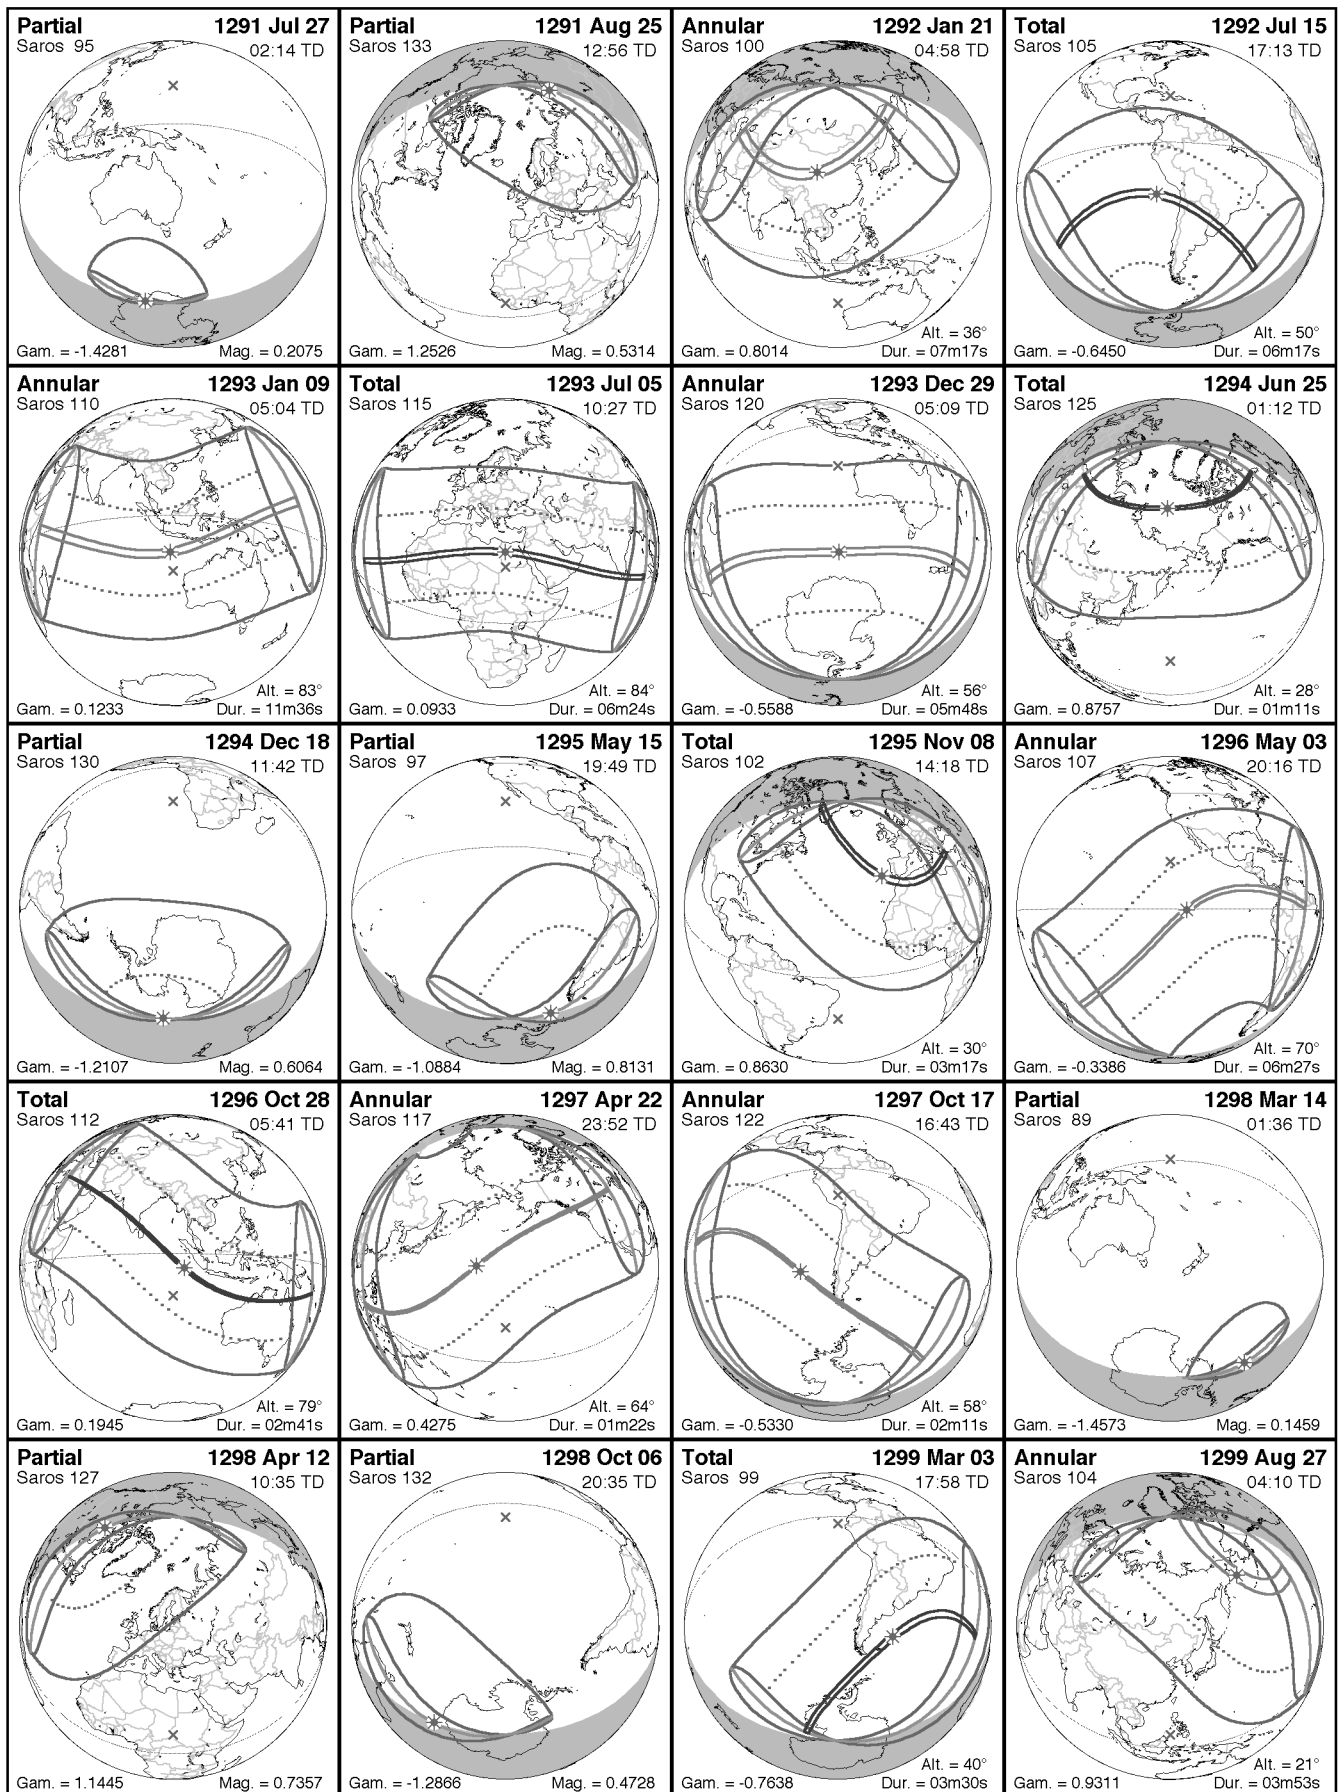 Partial 1291 Jul 27
Saros 95 02:14 TD
Gam. = -1.4281 Mag. = 0.2075
Partial 1291 Aug 25
Saros 133 12:56 TD
Gam. = 1.2526 Mag. = 0.5314
Annular 1292 Jan 21
Saros 100 04:58 TD
Alt. = 36°
Gam. = 0.8014 Dur. = 07m17s
Total 1292 Jul 15
Saros 105 17:13 TD
Alt. = 50°
Gam. = -0.6450 Dur. = 06m17s
Annular 1293 Jan 09
Saros 110 05:04 TD
Alt. = 83°
Gam. = 0.1233 Dur. = 11m36s
Total 1293 Jul 05
Saros 115 10:27 TD
Alt. = 84°
Gam. = 0.0933 Dur. = 06m24s
Annular 1293 Dec 29
Saros 120 05:09 TD
Alt. = 56°
Gam. = -0.5588 Dur. = 05m48s
Total 1294 Jun 25
Saros 125 01:12 TD
Alt. = 28°
Gam. = 0.8757 Dur. = 01m11s
Partial 1294 Dec 18
Saros 130 11:42 TD
Gam. = -1.2107 Mag. = 0.6064
Partial 1295 May 15
Saros 97 19:49 TD
Gam. = -1.0884 Mag. = 0.8131
Total 1295 Nov 08
Saros 102 14:18 TD
Alt. = 30°
Gam. = 0.8630 Dur. = 03m17s
Annular 1296 May 03
Saros 107 20:16 TD
Alt. = 70°
Gam. = -0.3386 Dur. = 06m27s
Total 1296 Oct 28
Saros 112 05:41 TD
Alt. = 79°
Gam. = 0.1945 Dur. = 02m41s
Annular 1297 Apr 22
Saros 117 23:52 TD
Alt. = 64°
Gam. = 0.4275 Dur. = 01m22s
Annular 1297 Oct 17
Saros 122 16:43 TD
Alt. = 58°
Gam. = -0.5330 Dur. = 02m11s
Partial 1298 Mar 14
Saros 89 01:36 TD
Gam. = -1.4573 Mag. = 0.1459
Partial 1298 Apr 12
Saros 127 10:35 TD
Gam. = 1.1445 Mag. = 0.7357
Partial 1298 Oct 06
Saros 132 20:35 TD
Gam. = -1.2866 Mag. = 0.4728
Total 1299 Mar 03
Saros 99 17:58 TD
Alt. = 40°
Gam. = -0.7638 Dur. = 03m30s
Annular 1299 Aug 27
Saros 104 04:10 TD
Alt. = 21°
Gam. = 0.9311 Dur. = 03m53s